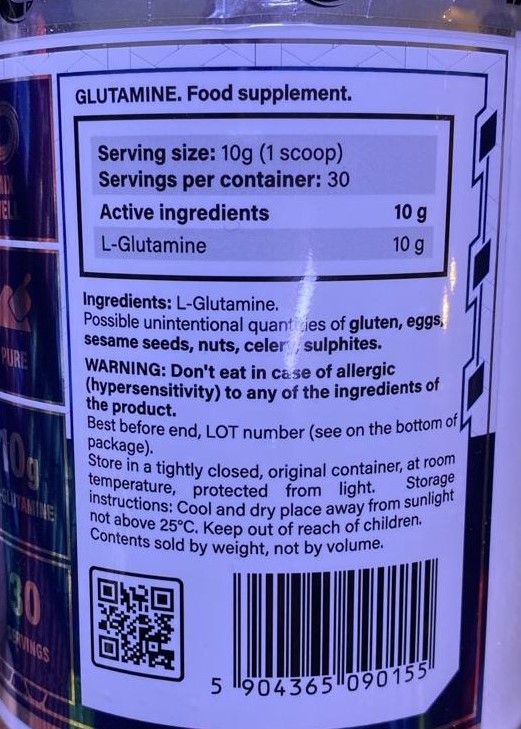 GLUTAMINE. Food supplement.
Serving size: 10g (1 scoop)
Servings per container: 30
Active ingredients 10 g
L-Glutamine 10 g
Ingredients: L-Glutamine.
Possible unintentional quantities of gluten, eggs,
sesame seeds, nuts, celery, sulphites.
WARNING: Don't eat in case of allergic
(hypersensitivity) to any of the ingredients of
the product.
Best before end, LOT number (see on the bottom of
package).
Store in a tightly closed, original container, at room
temperature, protected from light. Storage
instructions: Cool and dry place away from sunlight
not above 25°C. Keep out of reach of children.
Contents sold by weight, not by volume.
5 904365 090155
PURE
10g
GLUTAMINE
30